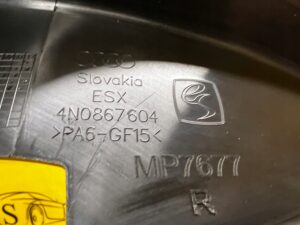 Slovakia
ESX
4N0867604
>PA6-GF15<
MP7677
R